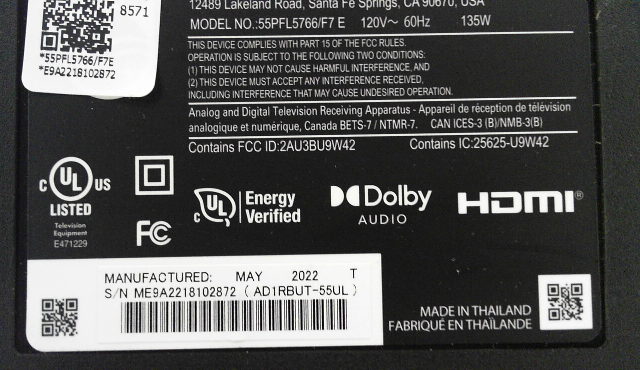 8571
*55PFL5766/F7E
*E9A2218102872
12489 Lakeland Road, Santa Fe Springs, CA 90670, USA
MODEL NO.:55PFL5766/F7 E 120V～ 60Hz 135W
THIS DEVICE COMPLIES WITH PART 15 OF THE FCC RULES.
OPERATION IS SUBJECT TO THE FOLLOWING TWO CONDITIONS:
(1) THIS DEVICE MAY NOT CAUSE HARMFUL INTERFERENCE, AND
(2) THIS DEVICE MUST ACCEPT ANY INTERFERENCE RECEIVED,
INCLUDING INTERFERENCE THAT MAY CAUSE UNDESIRED OPERATION.
Analog and Digital Television Receiving Apparatus - Appareil de réception de télévision
analogique et numérique, Canada BETS-7 / NTMR-7. CAN ICES-3 (B)/NMB-3(B)
Contains FCC ID:2AU3BU9W42 Contains IC:25625-U9W42
C UL US
LISTED
Television
Equipment
E471229
FC
C UL Energy
Verified
Dolby
AUDIO
HDMI®
MANUFACTURED: MAY 2022 T
S/N ME9A2218102872 ( AD1RBUT-55UL )
MADE IN THAILAND
FABRIQUÉ EN THAÏLANDE